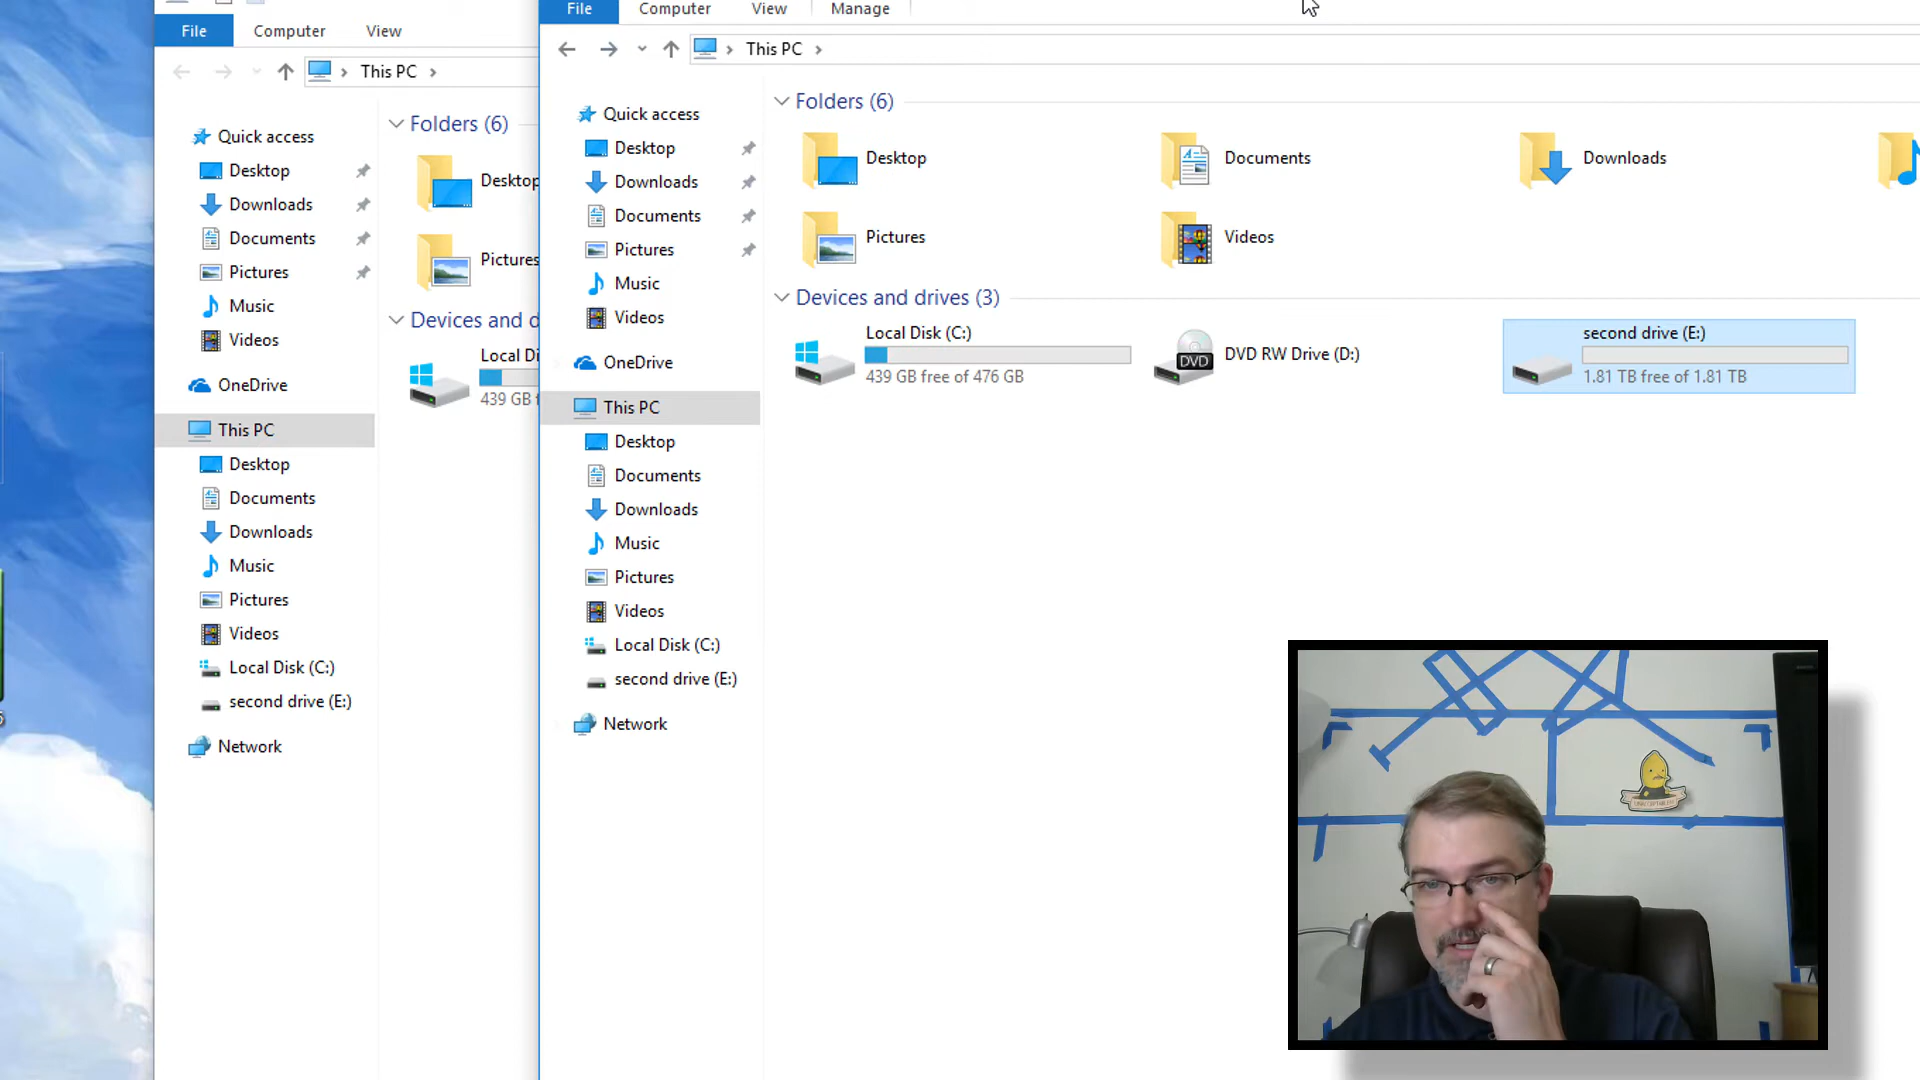 File Computer View
This PC
Quick access
Desktop
Downloads
Documents
Pictures
Music
Videos
OneDrive
This PC
Desktop
Documents
Downloads
Music
Pictures
Videos
Local Disk (C:)
second drive (E:)
Network
Folders (6)
Desktop
Pictures
Devices and d
Local Di
439 GB f
File Computer View Manage
This PC
Quick access
Desktop
Downloads
Documents
Pictures
Music
Videos
OneDrive
This PC
Desktop
Documents
Downloads
Music
Pictures
Videos
Local Disk (C:)
second drive (E:)
Network
Folders (6)
Desktop Documents Downloads
Pictures Videos
Devices and drives (3)
Local Disk (C:)
439 GB free of 476 GB
DVD
DVD RW Drive (D:)
second drive (E:)
1.81 TB free of 1.81 TB